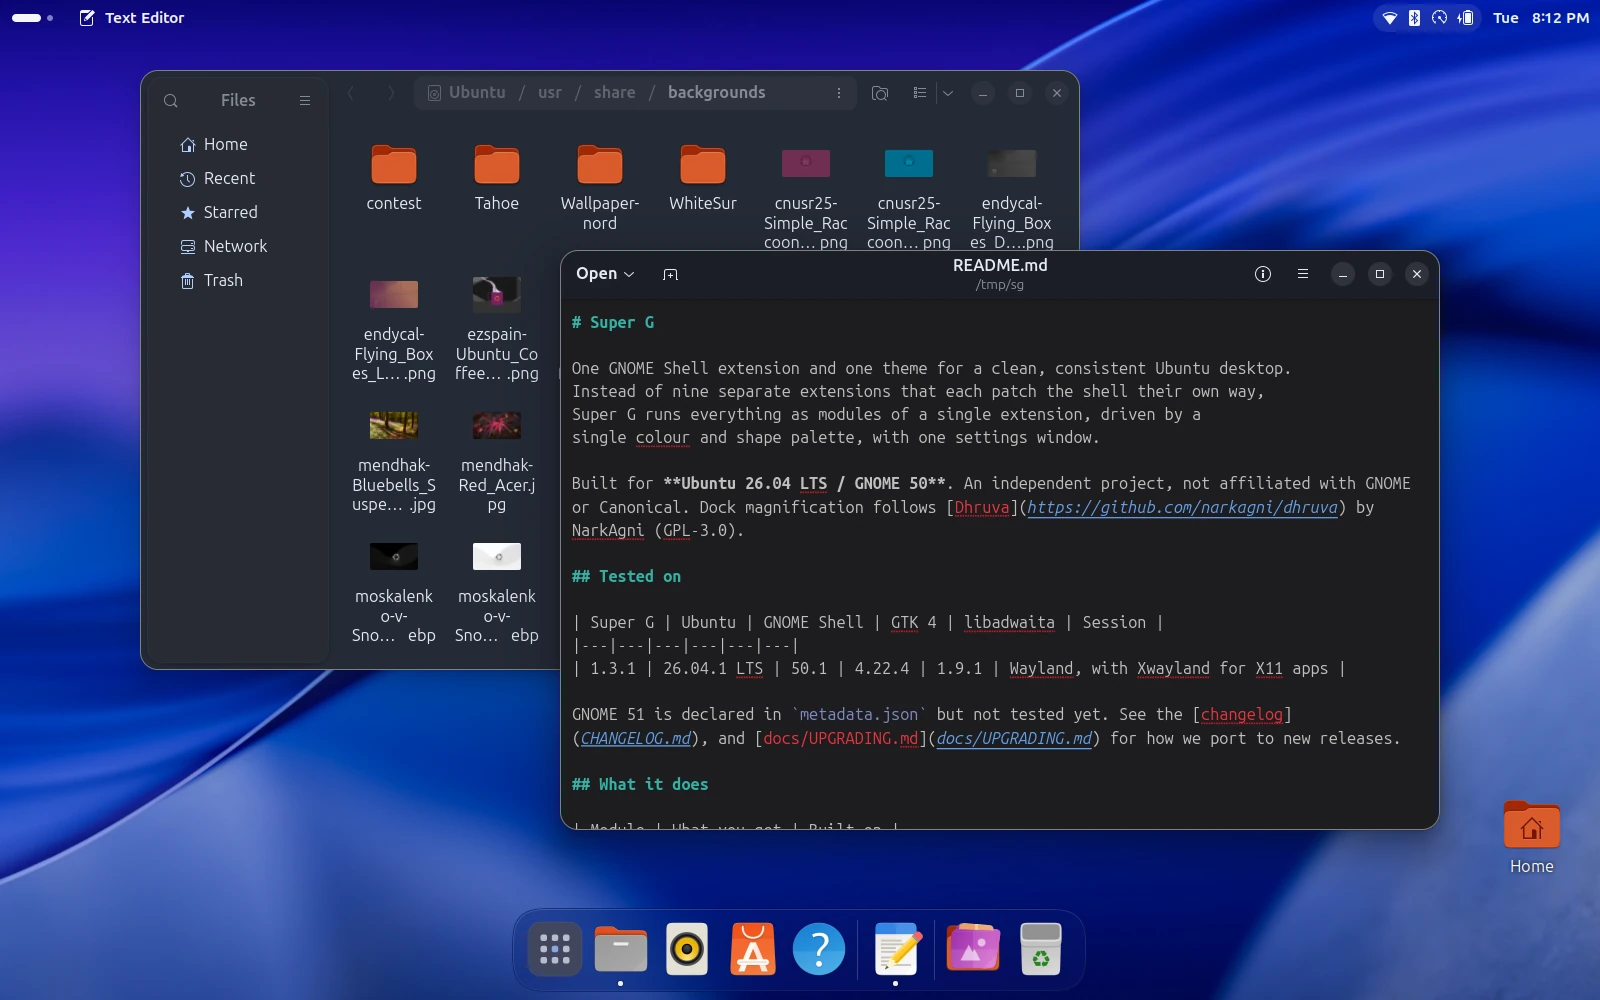 Text Editor
Tue 8:12 PM
Files
Ubuntu / usr / share / backgrounds
Home
Recent
Starred
Network
Trash
contest
Tahoe
Wallpaper-
nord
WhiteSur
cnusr25-
Simple_Rac
coon… png
cnusr25-
Simple_Rac
coon… png
endycal-
Flying_Box
es_D….png
endycal-
Flying_Box
es_L… .png
ezspain-
Ubuntu_Co
ffee… .png
mendhak-
Bluebells_S
uspe… .jpg
mendhak-
Red_Acer.j
pg
moskalenk
o-v-
Sno… ebp
moskalenk
o-v-
Sno… ebp
Open
README.md
/tmp/sg
# Super G
One GNOME Shell extension and one theme for a clean, consistent Ubuntu desktop.
Instead of nine separate extensions that each patch the shell their own way,
Super G runs everything as modules of a single extension, driven by a
single colour and shape palette, with one settings window.
Built for **Ubuntu 26.04 LTS / GNOME 50**. An independent project, not affiliated with GNOME
or Canonical. Dock magnification follows [Dhruva](https://github.com/narkagni/dhruva) by
NarkAgni (GPL-3.0).
## Tested on
| Super G | Ubuntu | GNOME Shell | GTK 4 | libadwaita | Session |
|---|---|---|---|---|---|
| 1.3.1 | 26.04.1 LTS | 50.1 | 4.22.4 | 1.9.1 | Wayland, with Xwayland for X11 apps |
GNOME 51 is declared in `metadata.json` but not tested yet. See the [changelog]
(CHANGELOG.md), and [docs/UPGRADING.md](docs/UPGRADING.md) for how we port to new releases.
## What it does
| Module | What you get | Built on |
Home